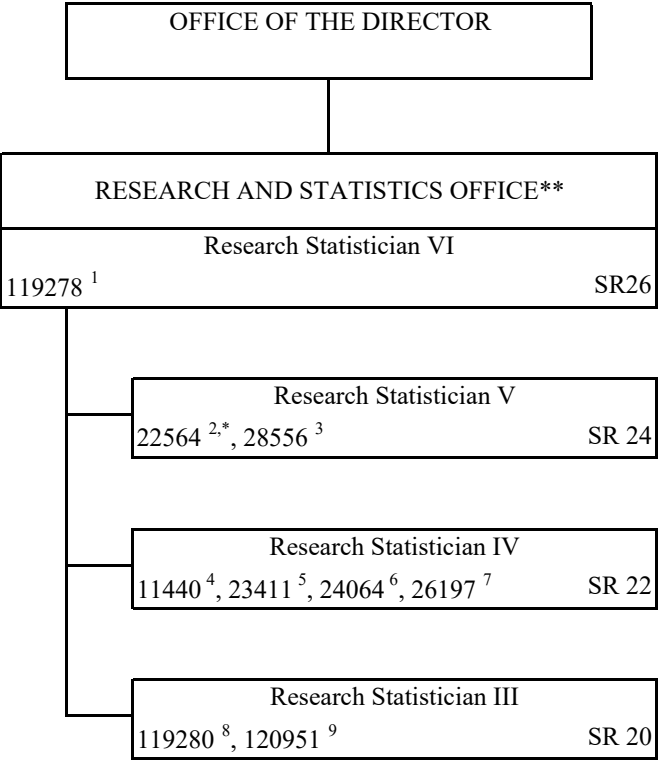 OFFICE OF THE DIRECTOR
RESEARCH AND STATISTICS OFFICE**
Research Statistician VI
119278 ¹ SR26
Research Statistician V
22564 ²,*, 28556 ³ SR 24
Research Statistician IV
11440 ⁴, 23411 ⁵, 24064 ⁶, 26197 ⁷ SR 22
Research Statistician III
119280 ⁸, 120951 ⁹ SR 20